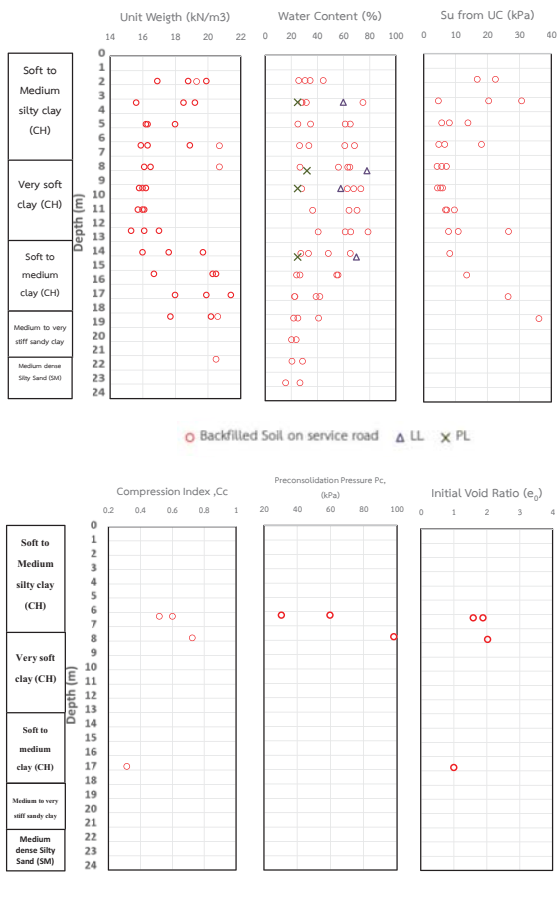 Unit Weigth (kN/m3)
Water Content (%)
Su from UC (kPa)
14 16 18 20 22
0 20 40 60 80 100
0 10 20 30 40
Soft to
Medium
silty clay
(CH)
Very soft
clay (CH)
Soft to
medium
clay (CH)
Medium to very
stiff sandy clay
Medium dense
Silty Sand (SM)
Depth (m)
0
1
2
3
4
5
6
7
8
9
10
11
12
13
14
15
16
17
18
19
20
21
22
23
24
Backfilled Soil on service road LL PL
Compression Index ,Cc
Preconsolidation Pressure Pc,
(kPa)
Initial Void Ratio (e0)
0.2 0.4 0.6 0.8 1
20 40 60 80 100
0 1 2 3 4
Soft to
Medium
silty clay
(CH)
Very soft
clay (CH)
Soft to
medium
clay (CH)
Medium to very
stiff sandy clay
Medium
dense Silty
Sand (SM)
Depth (m)
0
1
2
3
4
5
6
7
8
9
10
11
12
13
14
15
16
17
18
19
20
21
22
23
24